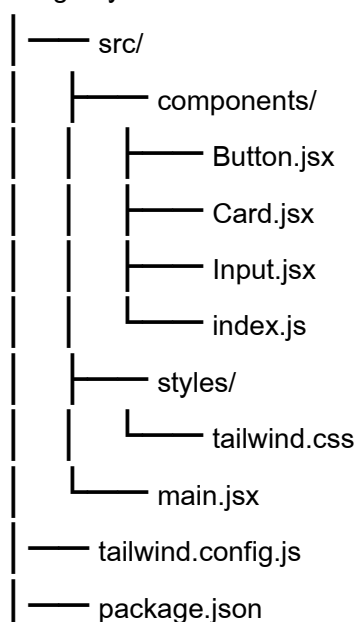 src/
components/
Button.jsx
Card.jsx
Input.jsx
index.js
styles/
tailwind.css
main.jsx
tailwind.config.js
package.json